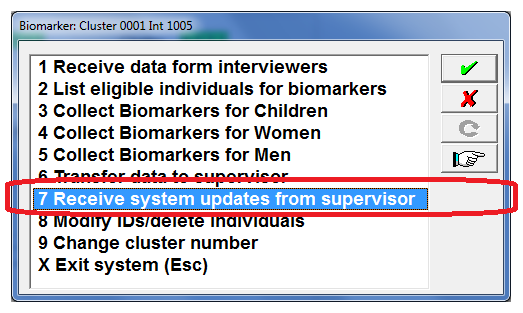 Biomarker: Cluster 0001 Int 1005
1 Receive data form interviewers
2 List eligible individuals for biomarkers
3 Collect Biomarkers for Children
4 Collect Biomarkers for Women
5 Collect Biomarkers for Men
6 Transfer data to supervisor
7 Receive system updates from supervisor
8 Modify IDs/delete individuals
9 Change cluster number
X Exit system (Esc)